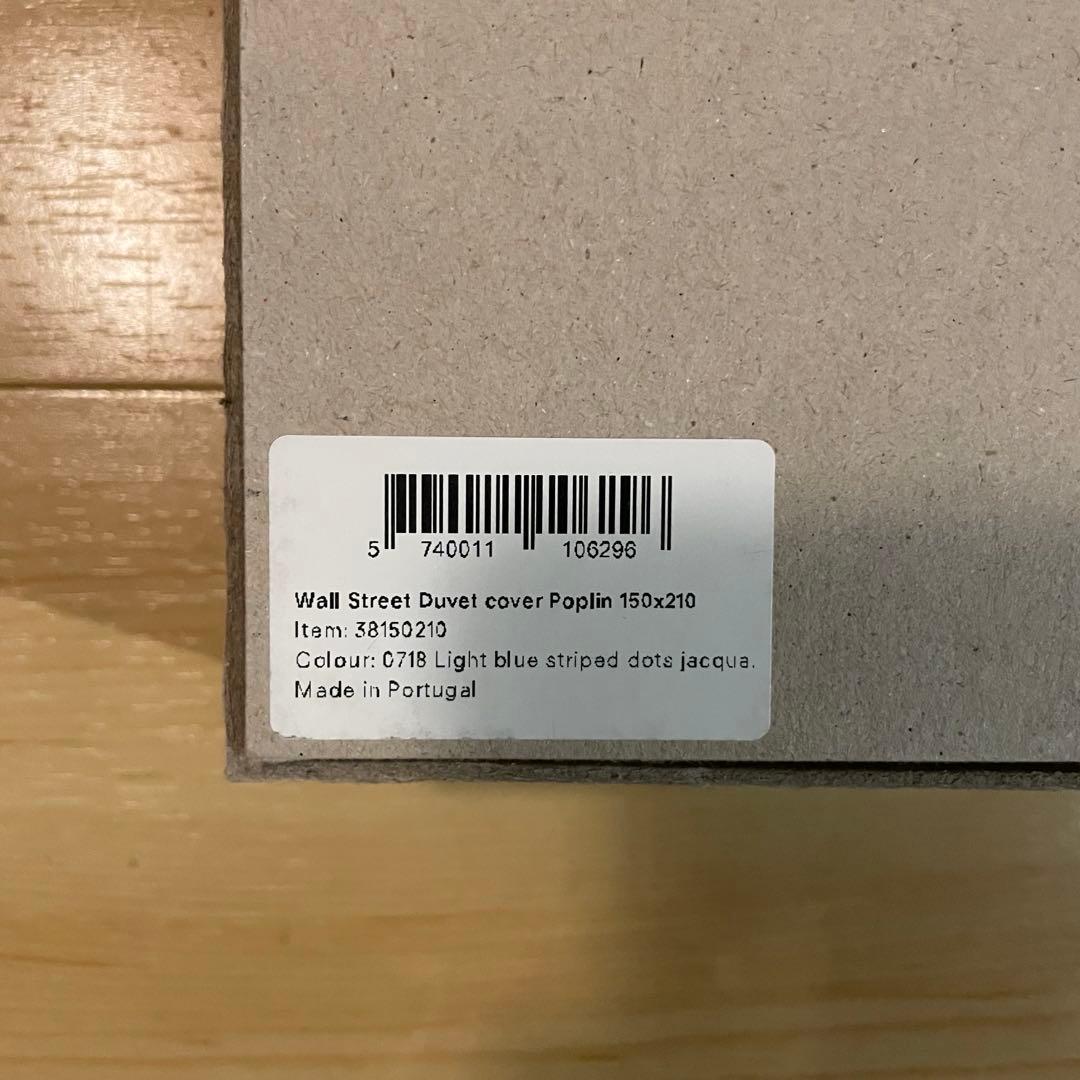 5 740011 106296
Wall Street Duvet cover Poplin 150x210
Item: 38150210
Colour: 0718 Light blue striped dots jacqua.
Made in Portugal